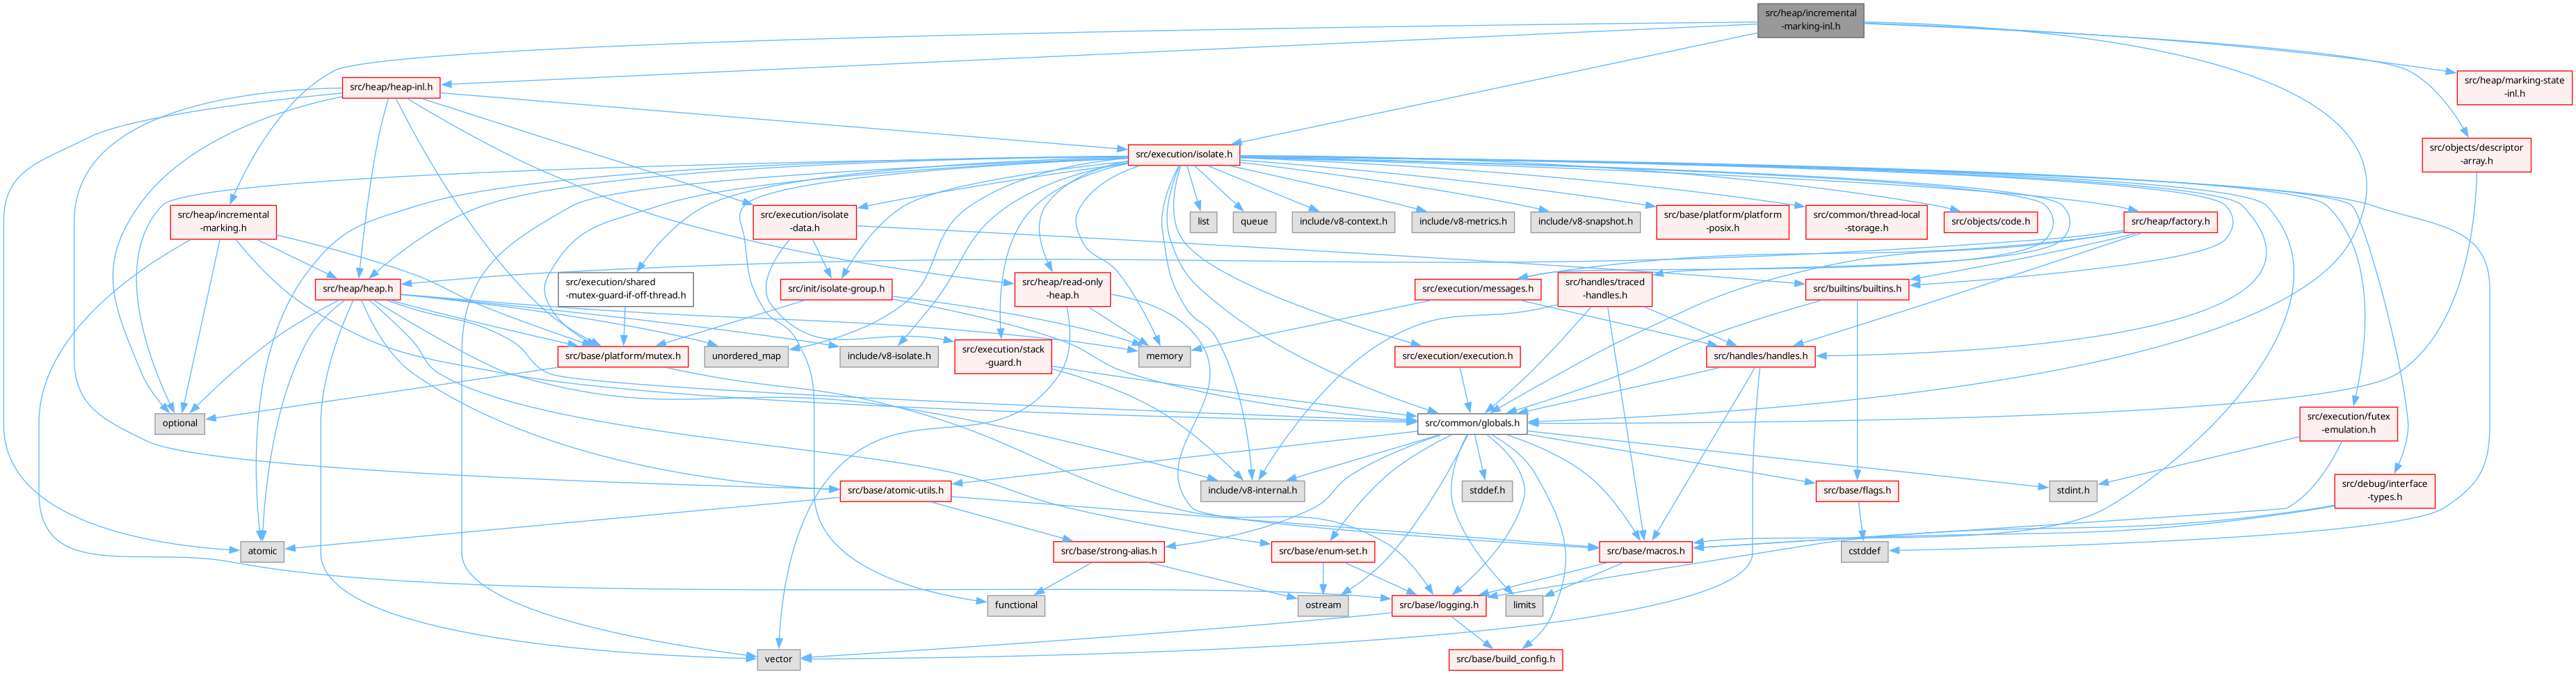 src/heap/incremental
-marking-inl.h
src/heap/heap-inl.h
src/heap/marking-state
-inl.h
src/execution/isolate.h
src/objects/descriptor
-array.h
src/heap/incremental
-marking.h
src/execution/isolate
-data.h
list
queue
include/v8-context.h
include/v8-metrics.h
include/v8-snapshot.h
src/base/platform/platform
-posix.h
src/common/thread-local
-storage.h
src/objects/code.h
src/heap/factory.h
src/heap/heap.h
src/execution/shared
-mutex-guard-if-off-thread.h
src/init/isolate-group.h
src/heap/read-only
-heap.h
src/execution/messages.h
src/handles/traced
-handles.h
src/builtins/builtins.h
src/base/platform/mutex.h
unordered_map
include/v8-isolate.h
src/execution/stack
-guard.h
memory
src/execution/execution.h
src/handles/handles.h
optional
src/common/globals.h
src/execution/futex
-emulation.h
src/base/atomic-utils.h
include/v8-internal.h
stddef.h
src/base/flags.h
stdint.h
src/debug/interface
-types.h
atomic
src/base/strong-alias.h
src/base/enum-set.h
src/base/macros.h
cstddef
functional
ostream
src/base/logging.h
limits
vector
src/base/build_config.h